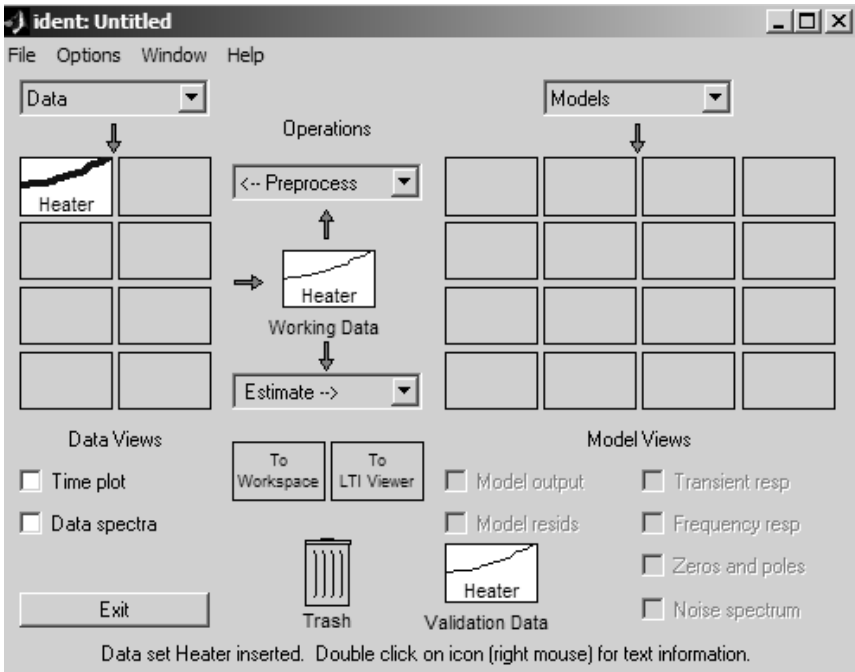 ident: Untitled
File Options Window Help
Data
Models
Operations
<-- Preprocess
Heater
Heater
Working Data
Estimate -->
Data Views
Model Views
To Workspace
To LTI Viewer
Time plot
Data spectra
Model output
Transient resp
Model resids
Frequency resp
Zeros and poles
Noise spectrum
Heater
Exit
Trash
Validation Data
Data set Heater inserted. Double click on icon (right mouse) for text information.